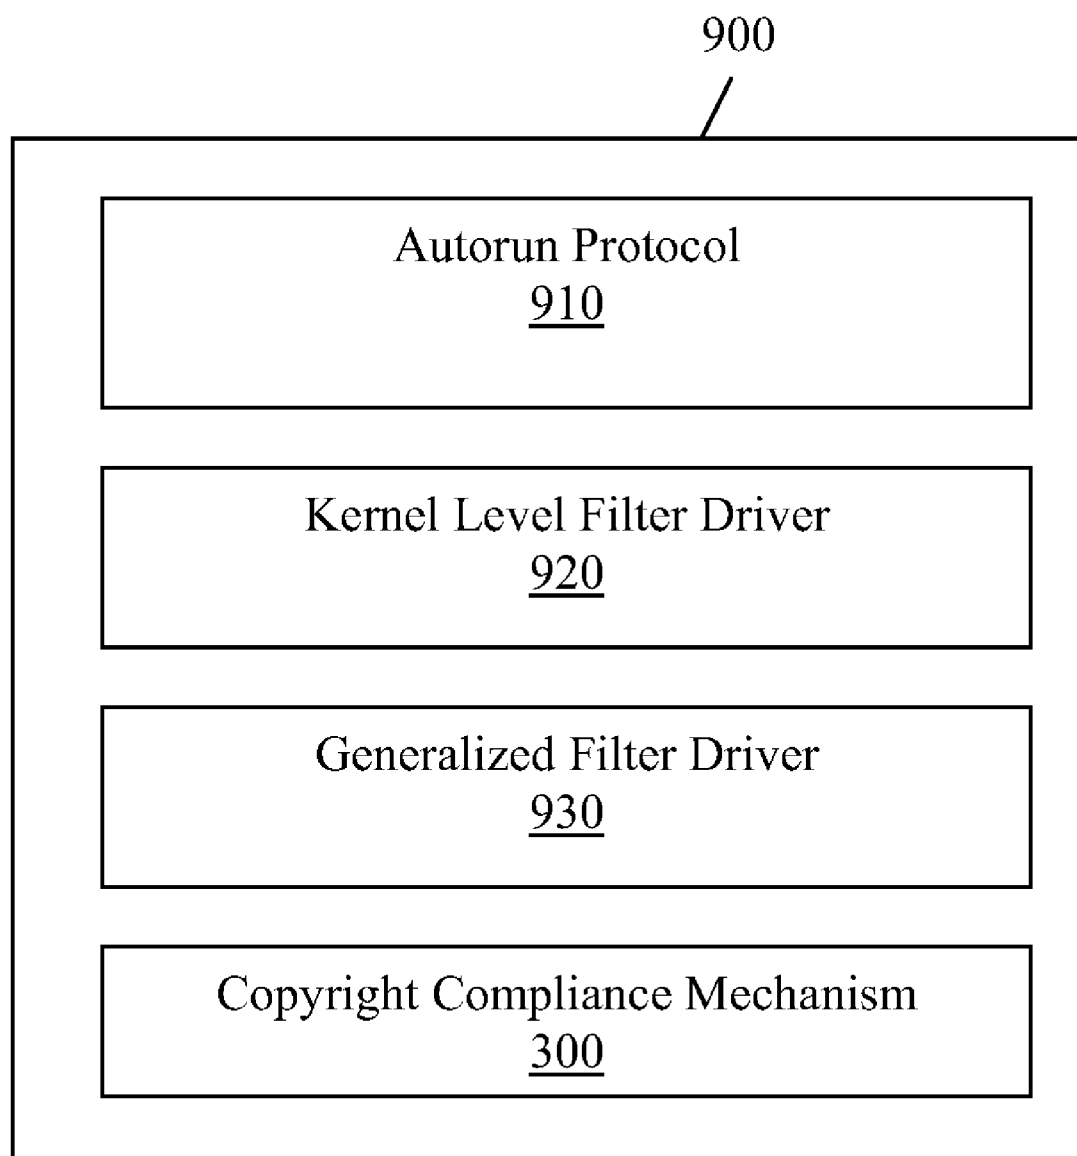 900
Autorun Protocol
910
Kernel Level Filter Driver
920
Generalized Filter Driver
930
Copyright Compliance Mechanism
300